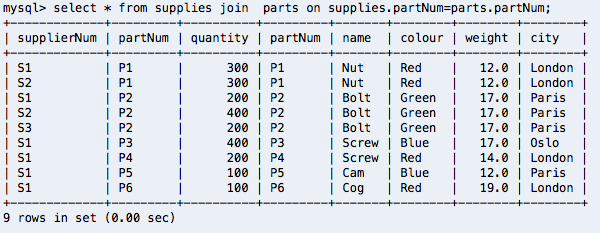 mysql> select * from supplies join  parts on supplies.partNum=parts.partNum;
+-------------+---------+----------+---------+-------+--------+--------+--------+
| supplierNum | partNum | quantity | partNum | name  | colour | weight | city   |
+-------------+---------+----------+---------+-------+--------+--------+--------+
| S1          | P1      |      300 | P1      | Nut   | Red    |   12.0 | London |
| S2          | P1      |      300 | P1      | Nut   | Red    |   12.0 | London |
| S1          | P2      |      200 | P2      | Bolt  | Green  |   17.0 | Paris  |
| S2          | P2      |      400 | P2      | Bolt  | Green  |   17.0 | Paris  |
| S3          | P2      |      200 | P2      | Bolt  | Green  |   17.0 | Paris  |
| S1          | P3      |      400 | P3      | Screw | Blue   |   17.0 | Oslo   |
| S1          | P4      |      200 | P4      | Screw | Red    |   14.0 | London |
| S1          | P5      |      100 | P5      | Cam   | Blue   |   12.0 | Paris  |
| S1          | P6      |      100 | P6      | Cog   | Red    |   19.0 | London |
+-------------+---------+----------+---------+-------+--------+--------+--------+
9 rows in set (0.00 sec)